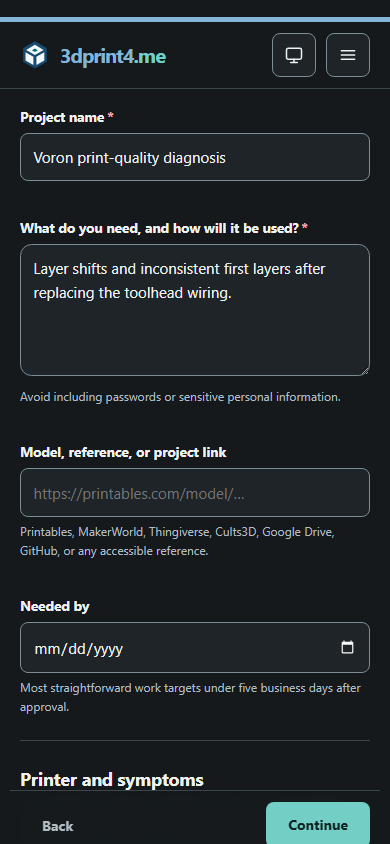 3dprint4.me
Project name *
Voron print-quality diagnosis
What do you need, and how will it be used? *
Layer shifts and inconsistent first layers after
replacing the toolhead wiring.
Avoid including passwords or sensitive personal information.
Model, reference, or project link
https://printables.com/model/...
Printables, MakerWorld, Thingiverse, Cults3D, Google Drive,
GitHub, or any accessible reference.
Needed by
mm/dd/yyyy
Most straightforward work targets under five business days after
approval.
Printer and symptoms
Back
Continue